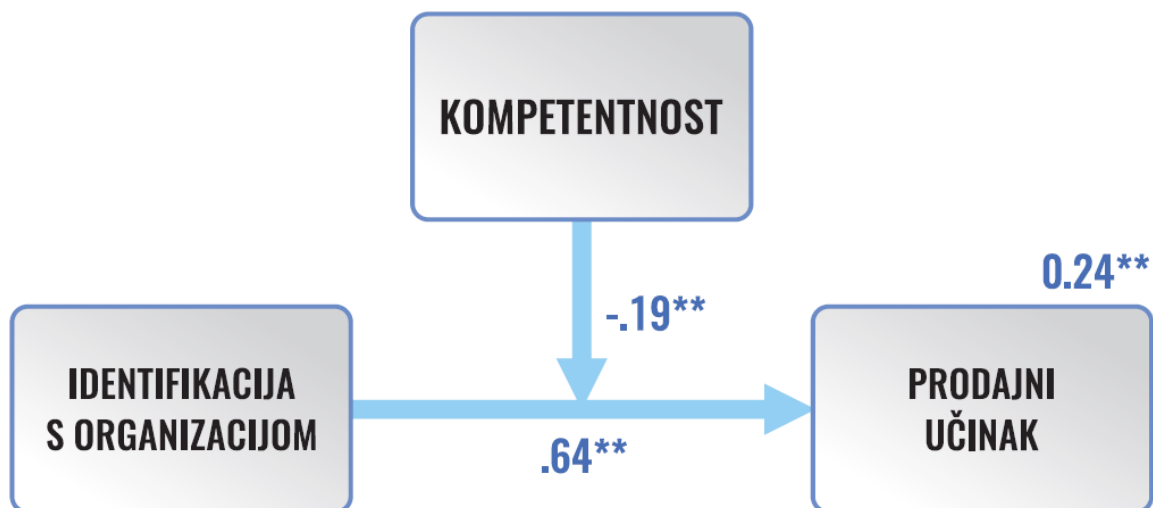 KOMPETENTNOST
-.19**
0.24**
IDENTIFIKACIJA
S ORGANIZACIJOM
.64**
PRODAJNI
UČINAK